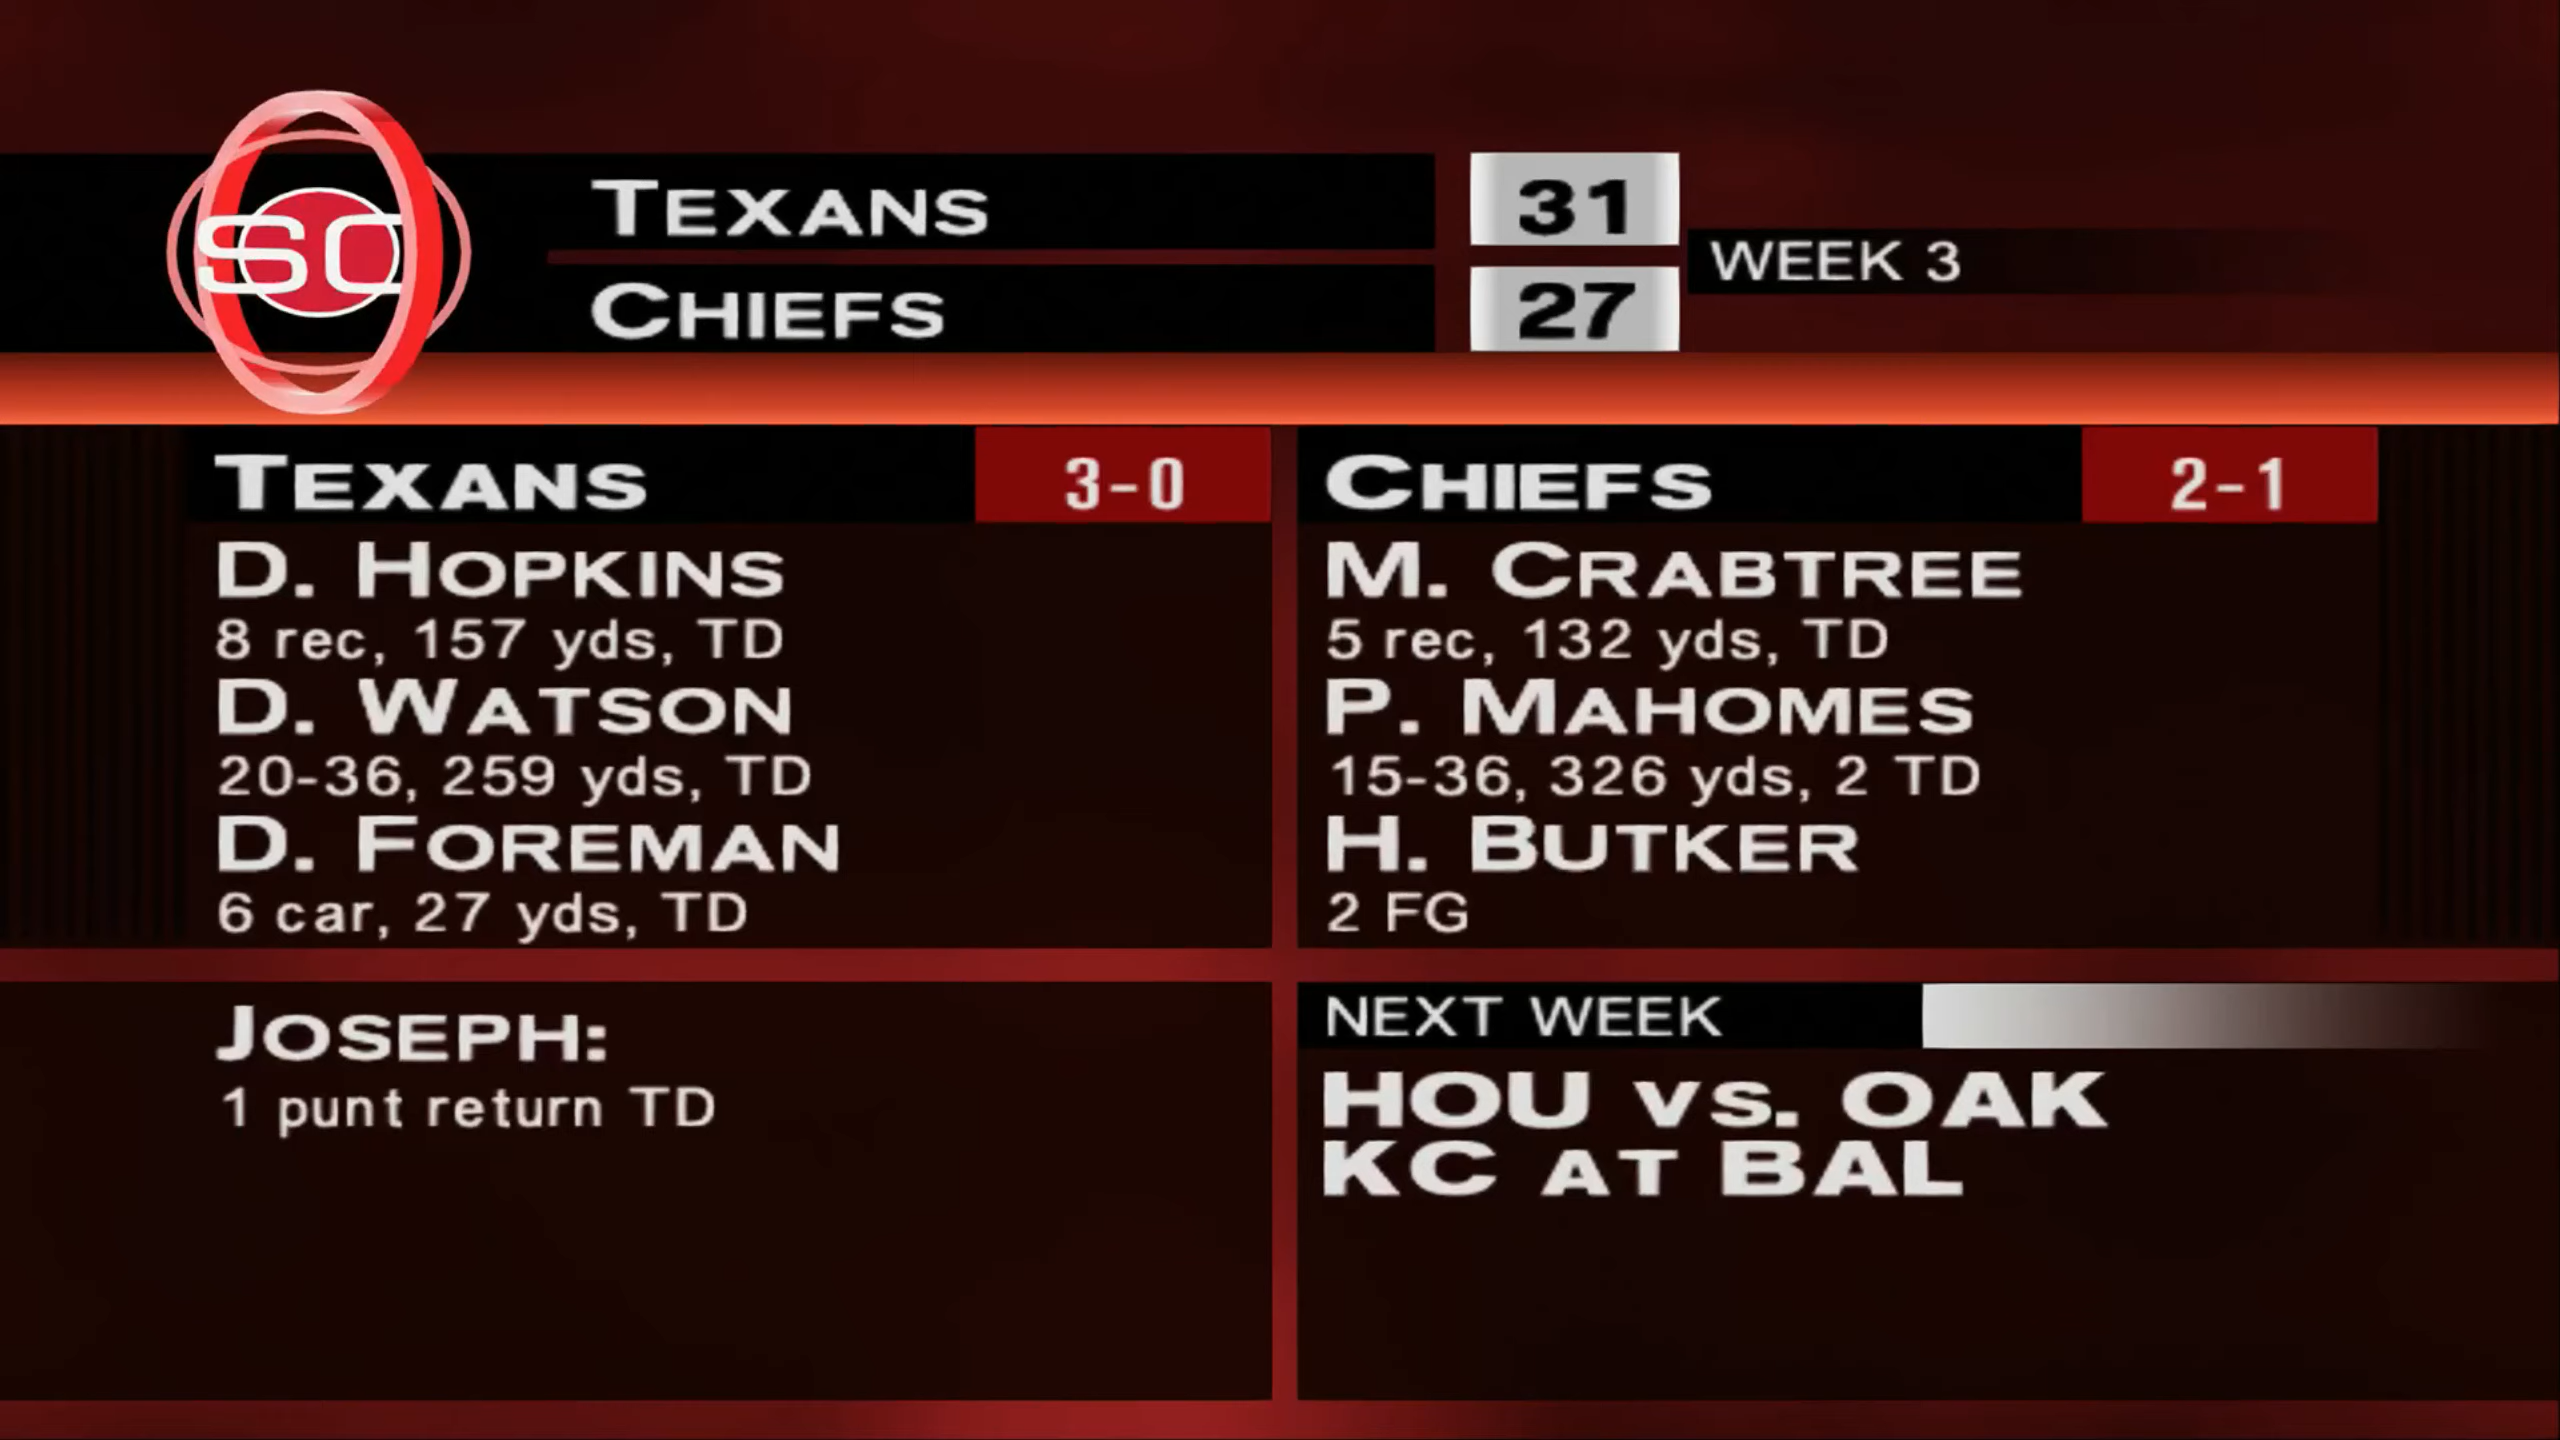 SC
TEXANS 31
CHIEFS 27
WEEK 3
TEXANS 3-0
D. HOPKINS
8 rec, 157 yds, TD
D. WATSON
20-36, 259 yds, TD
D. FOREMAN
6 car, 27 yds, TD
CHIEFS 2-1
M. CRABTREE
5 rec, 132 yds, TD
P. MAHOMES
15-36, 326 yds, 2 TD
H. BUTKER
2 FG
JOSEPH:
1 punt return TD
NEXT WEEK
HOU vs. OAK
KC AT BAL